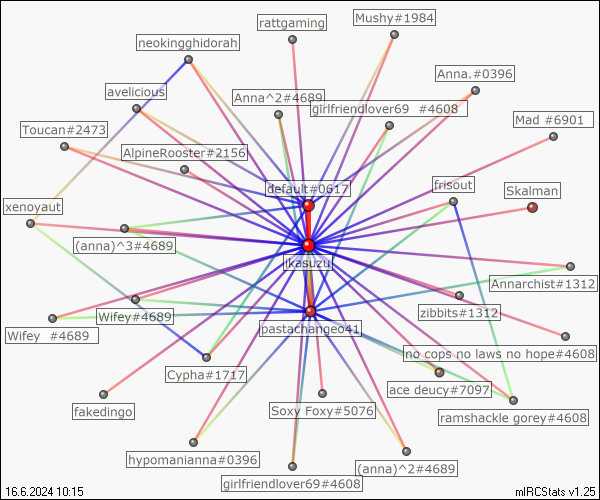 rattgaming
Mushy#1984
neokingghidorah
Anna.#0396
avelicious
Anna^2#4689
girlfriendlover69 #4608
Mad #6901
Toucan#2473
AlpineRooster#2156
default#0617
frisout
Skalman
xenoyaut
(anna)^3#4689
ikasuzu
Annarchist#1312
Wifey #4689
Wifey#4689
zibbits#1312
pastachangeo41
no cops no laws no hope#4608
Cypha#1717
ace deucy#7097
fakedingo
Soxy Foxy#5076
ramshackle gorey#4608
hypomanianna#0396
(anna)^2#4689
girlfriendlover69#4608
16.6.2024 10:15
mIRCStats v1.25